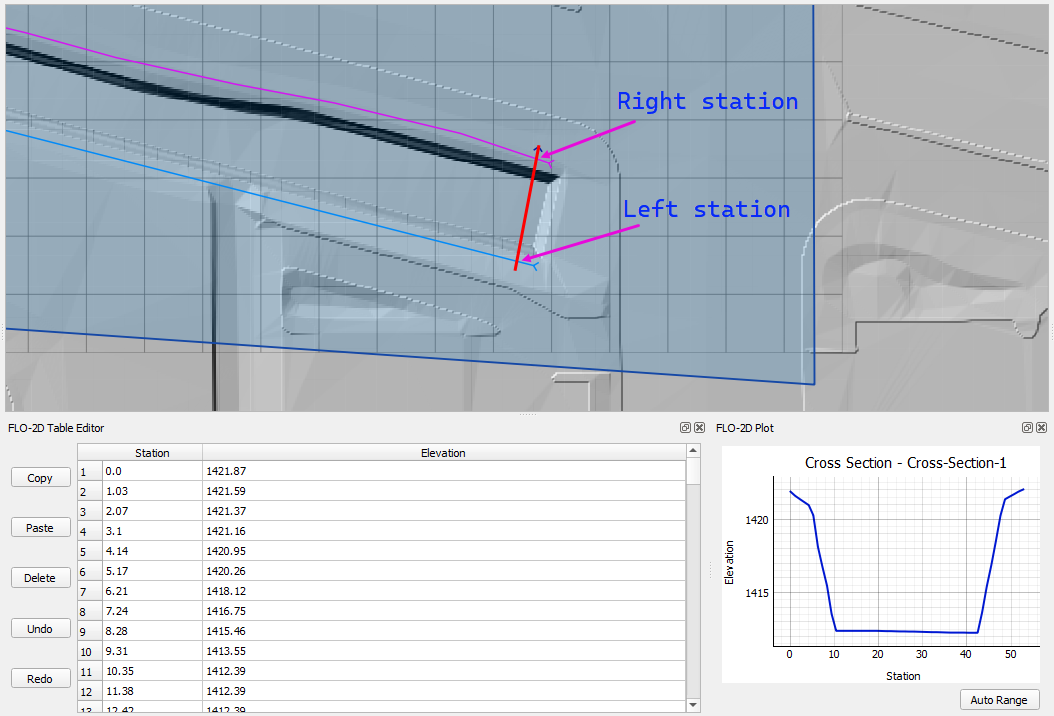 Right station
Left station
FLO-2D Table Editor
FLO-2D Plot
Station Elevation
Copy
Paste
Delete
Undo
Redo
1 0.0 1421.87
2 1.03 1421.59
3 2.07 1421.37
4 3.1 1421.16
5 4.14 1420.95
6 5.17 1420.26
7 6.21 1418.12
8 7.24 1416.75
9 8.28 1415.46
10 9.31 1413.55
11 10.35 1412.39
12 11.38 1412.39
13 12.42 1412.39
Cross Section - Cross-Section-1
Elevation
1420
1415
0 10 20 30 40 50
Station
Auto Range